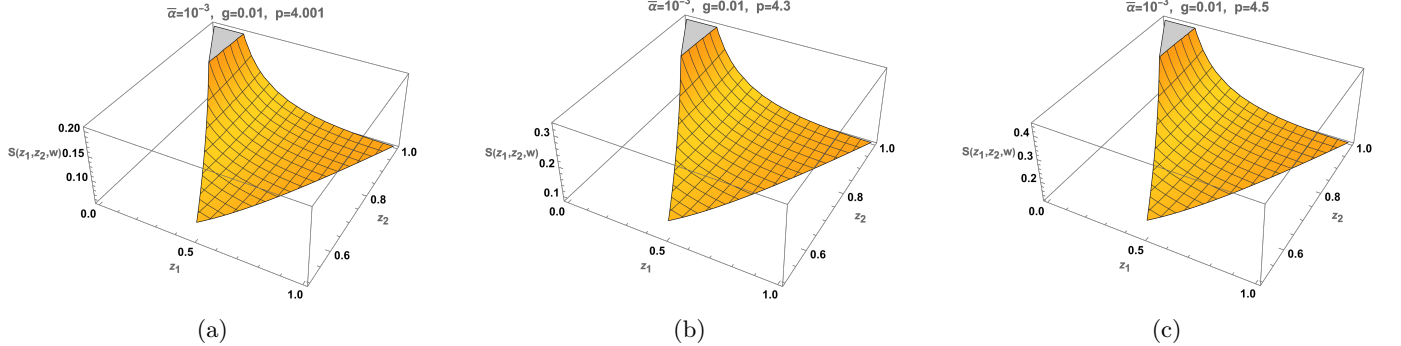 ᾱ=10⁻³, g=0.01, p=4.001
0.20
S(z₁,z₂,w)
0.15
0.10
0.0
0.5
z₁
1.0
0.6
0.8
z₂
1.0
(a)
ᾱ=10⁻³, g=0.01, p=4.3
0.3
S(z₁,z₂,w)
0.2
0.1
0.0
0.5
z₁
1.0
0.6
0.8
z₂
1.0
(b)
ᾱ=10⁻³, g=0.01, p=4.5
0.4
S(z₁,z₂,w)
0.3
0.2
0.0
0.5
z₁
1.0
0.6
0.8
z₂
1.0
(c)